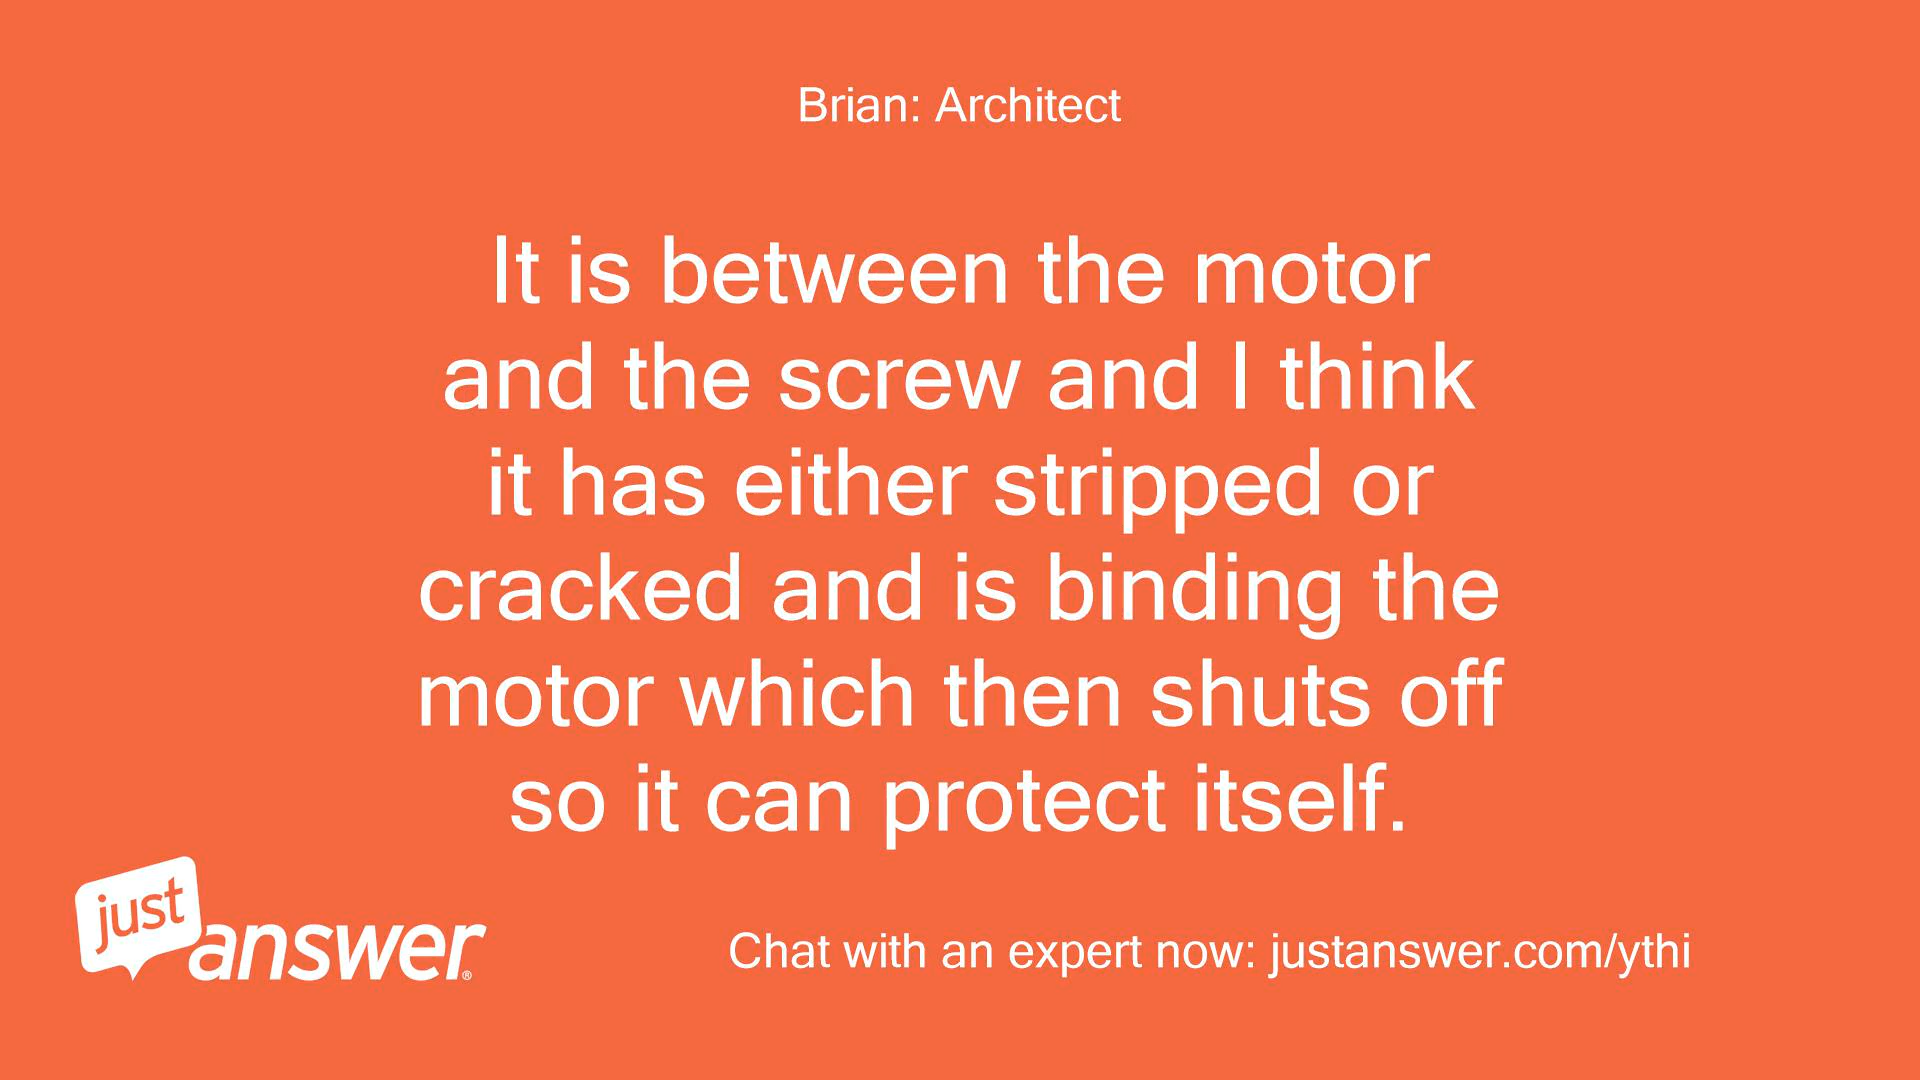 Brian: Architect
It is between the motor
and the screw and I think
it has either stripped or
cracked and is binding the
motor which then shuts off
so it can protect itself.
just
answer®
Chat with an expert now: justanswer.com/ythi